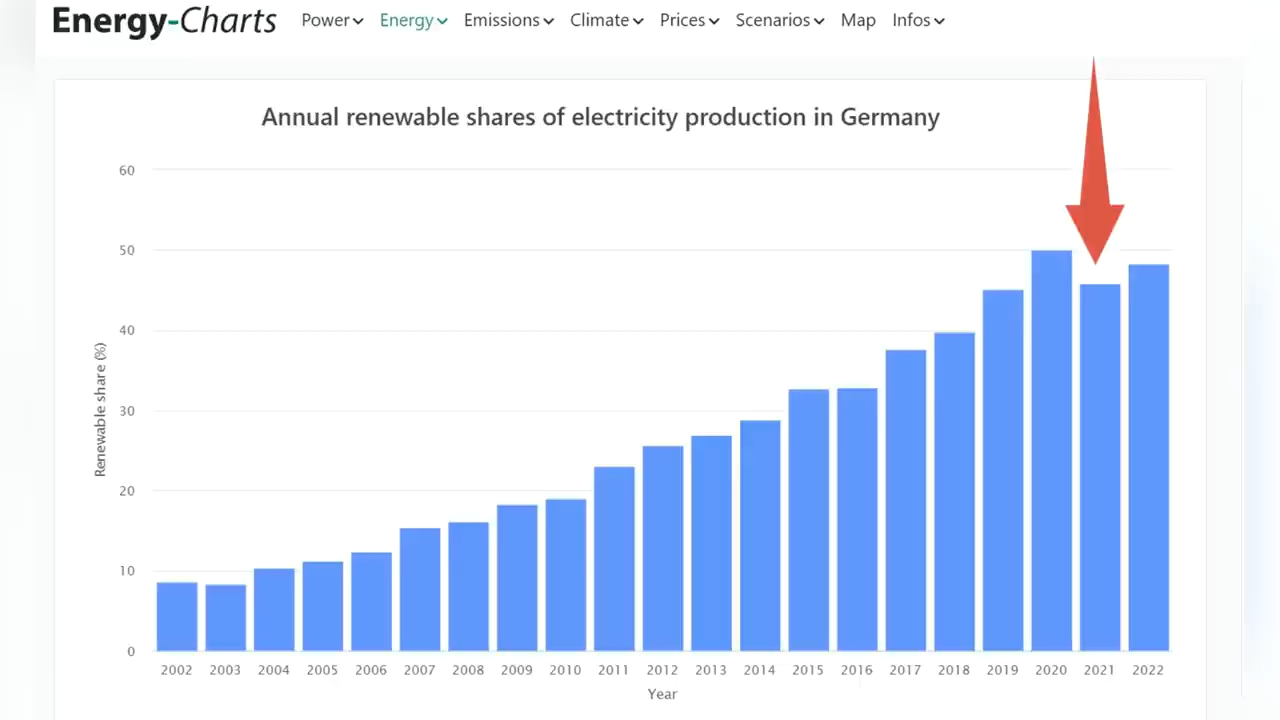 Energy-Charts Power Energy Emissions Climate Prices Scenarios Map Infos
Annual renewable shares of electricity production in Germany
60
50
40
30
20
10
0
Renewable share (%)
2002 2003 2004 2005 2006 2007 2008 2009 2010 2011 2012 2013 2014 2015 2016 2017 2018 2019 2020 2021 2022
Year